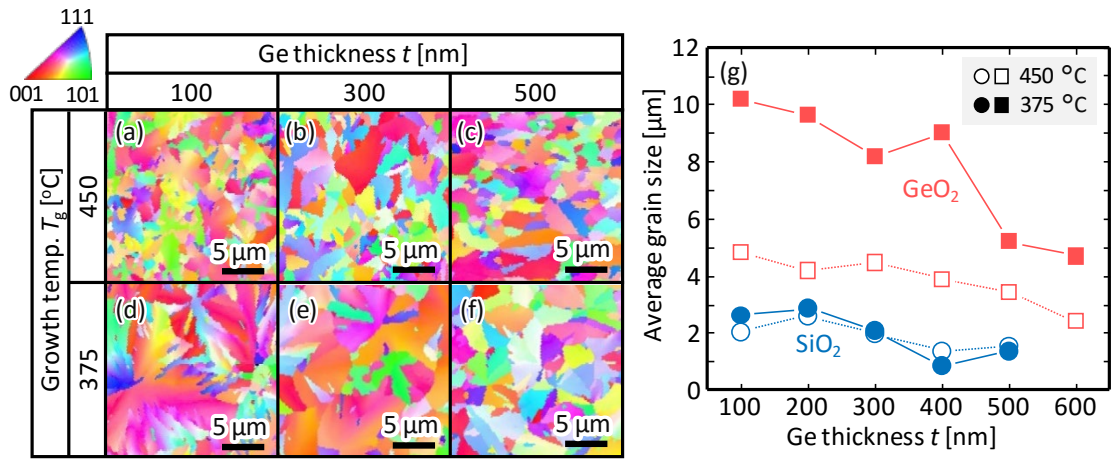 111
001 101
Ge thickness t [nm]
100 300 500
Growth temp. Tg [°C]
450
(a) (b) (c)
5 μm 5 μm 5 μm
375
(d) (e) (f)
5 μm 5 μm 5 μm
(g)
450 °C
375 °C
GeO2
SiO2
Average grain size [μm]
12
10
8
6
4
2
0
100 200 300 400 500 600
Ge thickness t [nm]